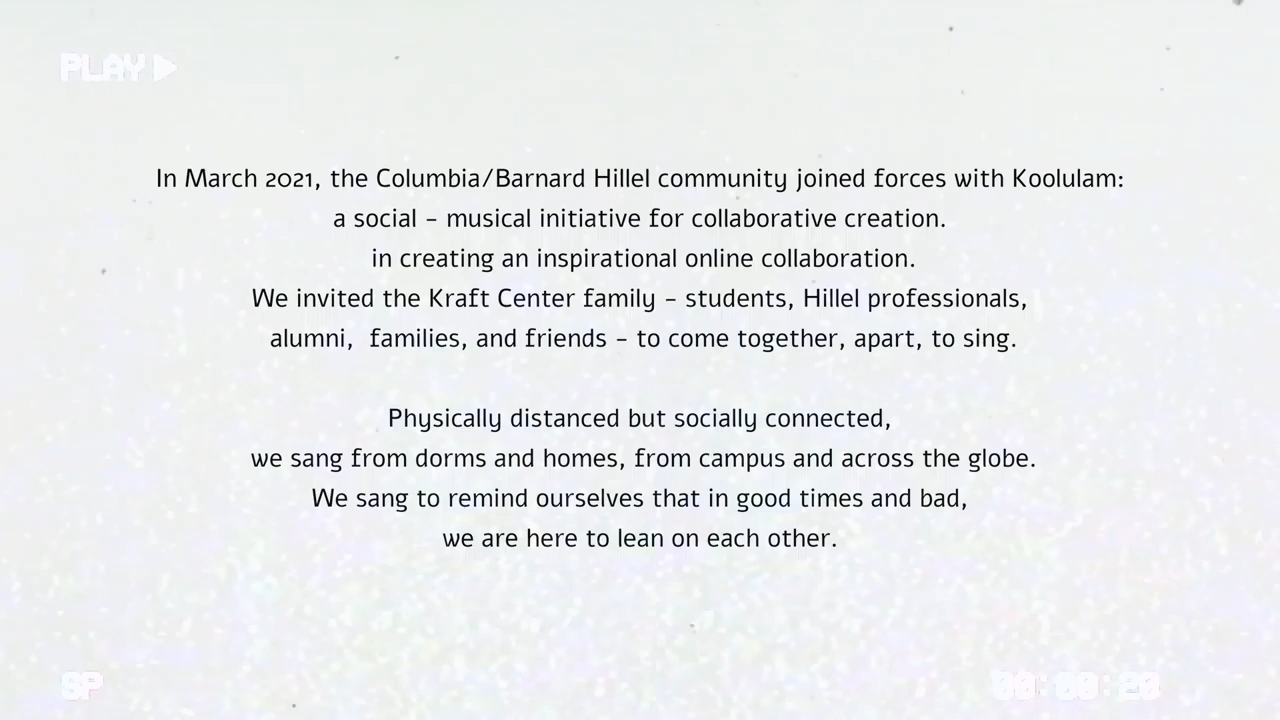 PLAY
In March 2021, the Columbia/Barnard Hillel community joined forces with Koolulam:
a social - musical initiative for collaborative creation.
in creating an inspirational online collaboration.
We invited the Kraft Center family - students, Hillel professionals,
alumni, families, and friends - to come together, apart, to sing.
Physically distanced but socially connected,
we sang from dorms and homes, from campus and across the globe.
We sang to remind ourselves that in good times and bad,
we are here to lean on each other.
SP
00:00:20